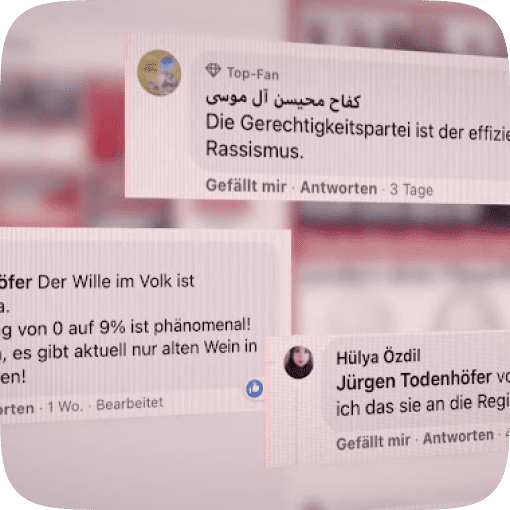 Top-Fan
كفاح محيسن آل موسى
Die Gerechtigkeitspartei ist der effizie
Rassismus.
Gefällt mir · Antworten · 3 Tage
öfer Der Wille im Volk ist
a.
g von 0 auf 9% ist phänomenal!
, es gibt aktuell nur alten Wein in
en!
orten · 1 Wo. · Bearbeitet
Hülya Özdil
Jürgen Todenhöfer vo
ich das sie an die Regi
Gefällt mir · Antworten ·